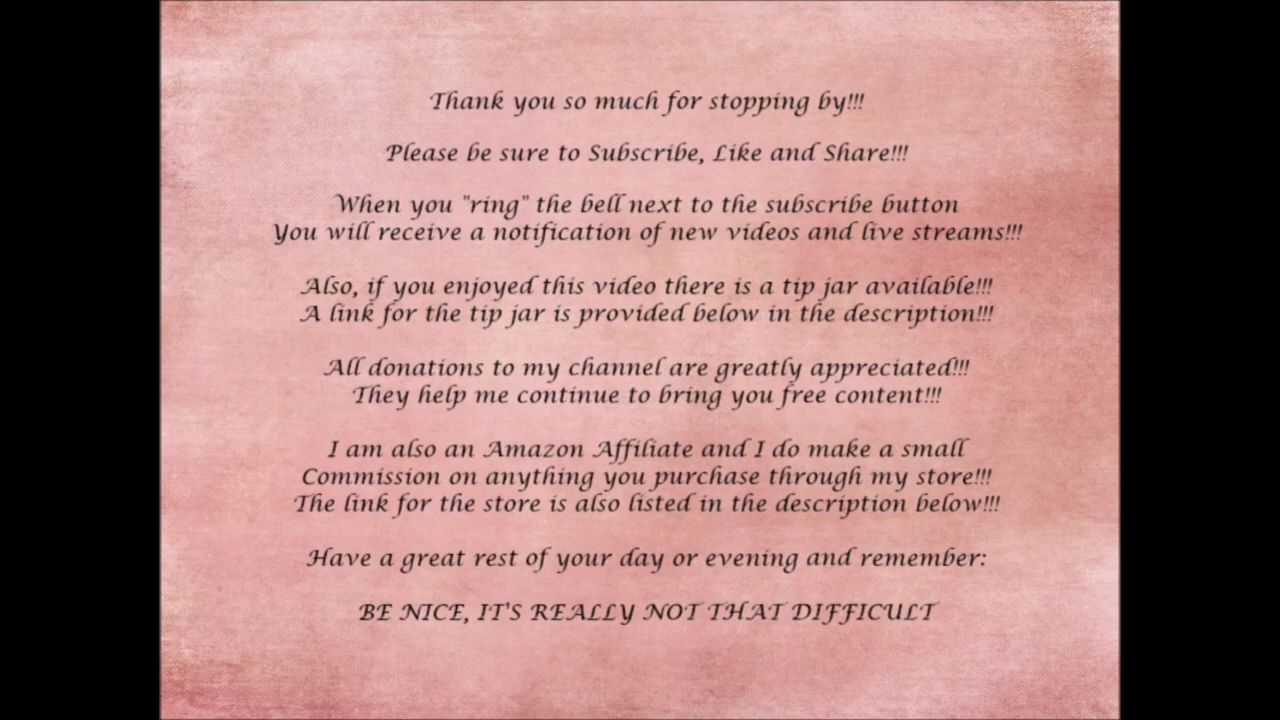 Thank you so much for stopping by!!!
Please be sure to Subscribe, Like and Share!!!
When you "ring" the bell next to the subscribe button
You will receive a notification of new videos and live streams!!!
Also, if you enjoyed this video there is a tip jar available!!!
A link for the tip jar is provided below in the description!!!
All donations to my channel are greatly appreciated!!!
They help me continue to bring you free content!!!
I am also an Amazon Affiliate and I do make a small
Commission on anything you purchase through my store!!!
The link for the store is also listed in the description below!!!
Have a great rest of your day or evening and remember:
BE NICE, IT'S REALLY NOT THAT DIFFICULT